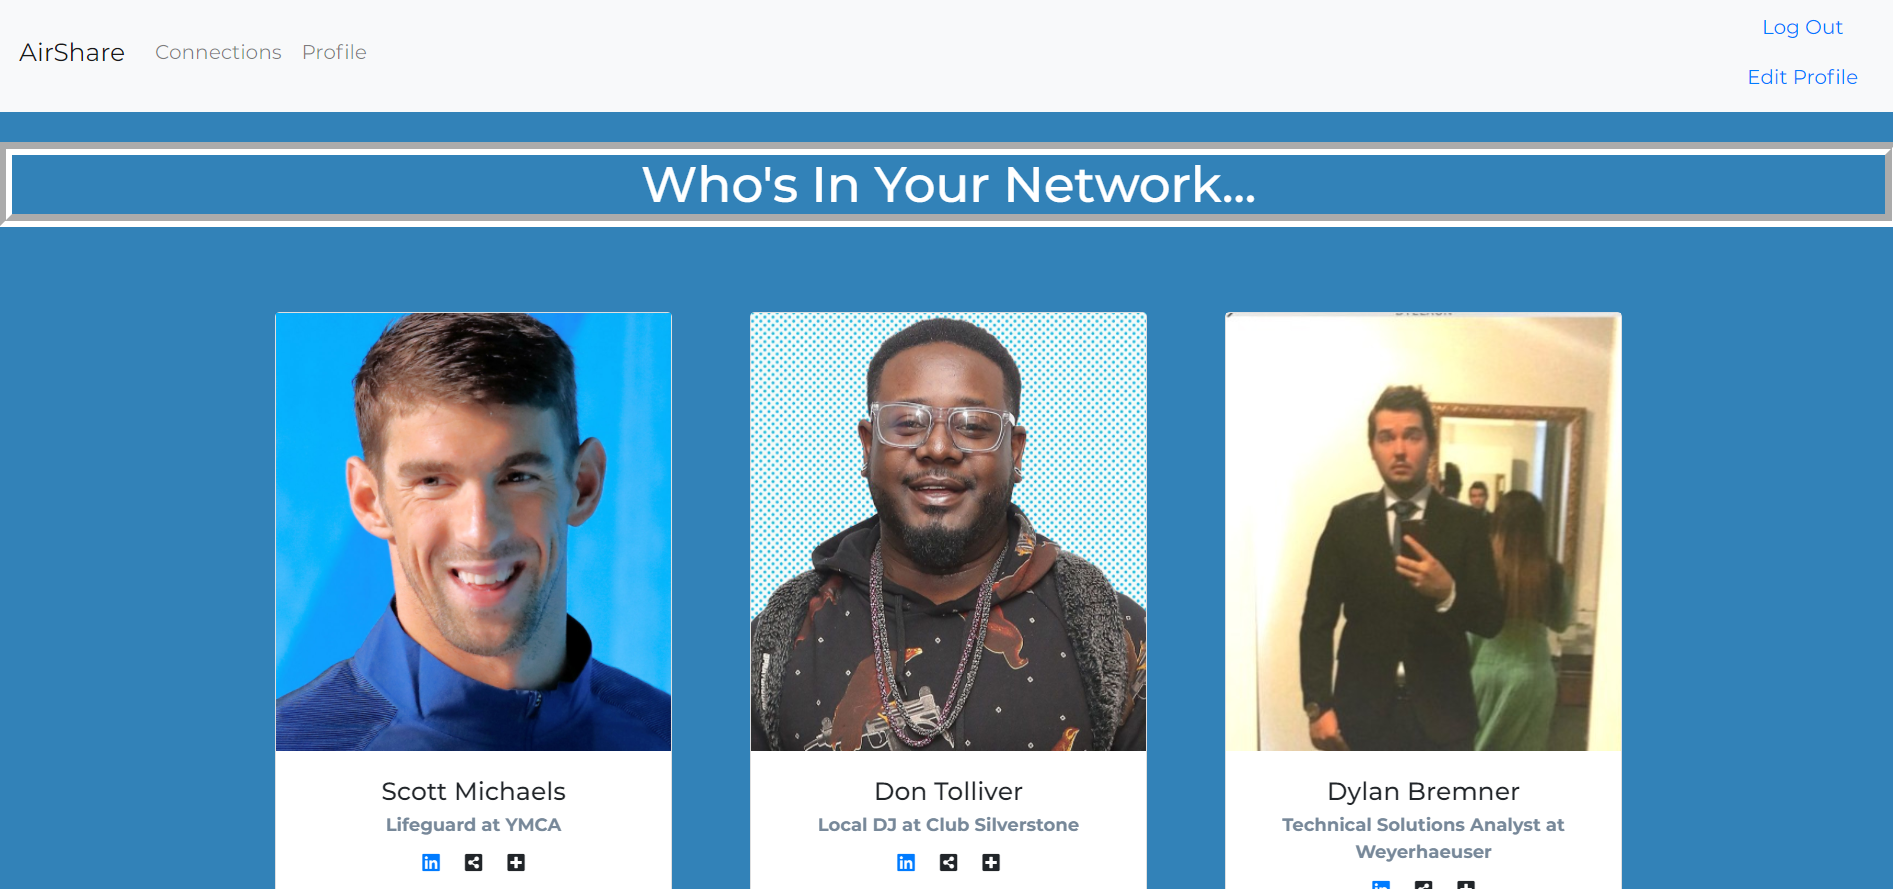 AirShare Connections Profile
Log Out
Edit Profile
Who's In Your Network...
Scott Michaels
Lifeguard at YMCA
Don Tolliver
Local DJ at Club Silverstone
Dylan Bremner
Technical Solutions Analyst at
Weyerhaeuser